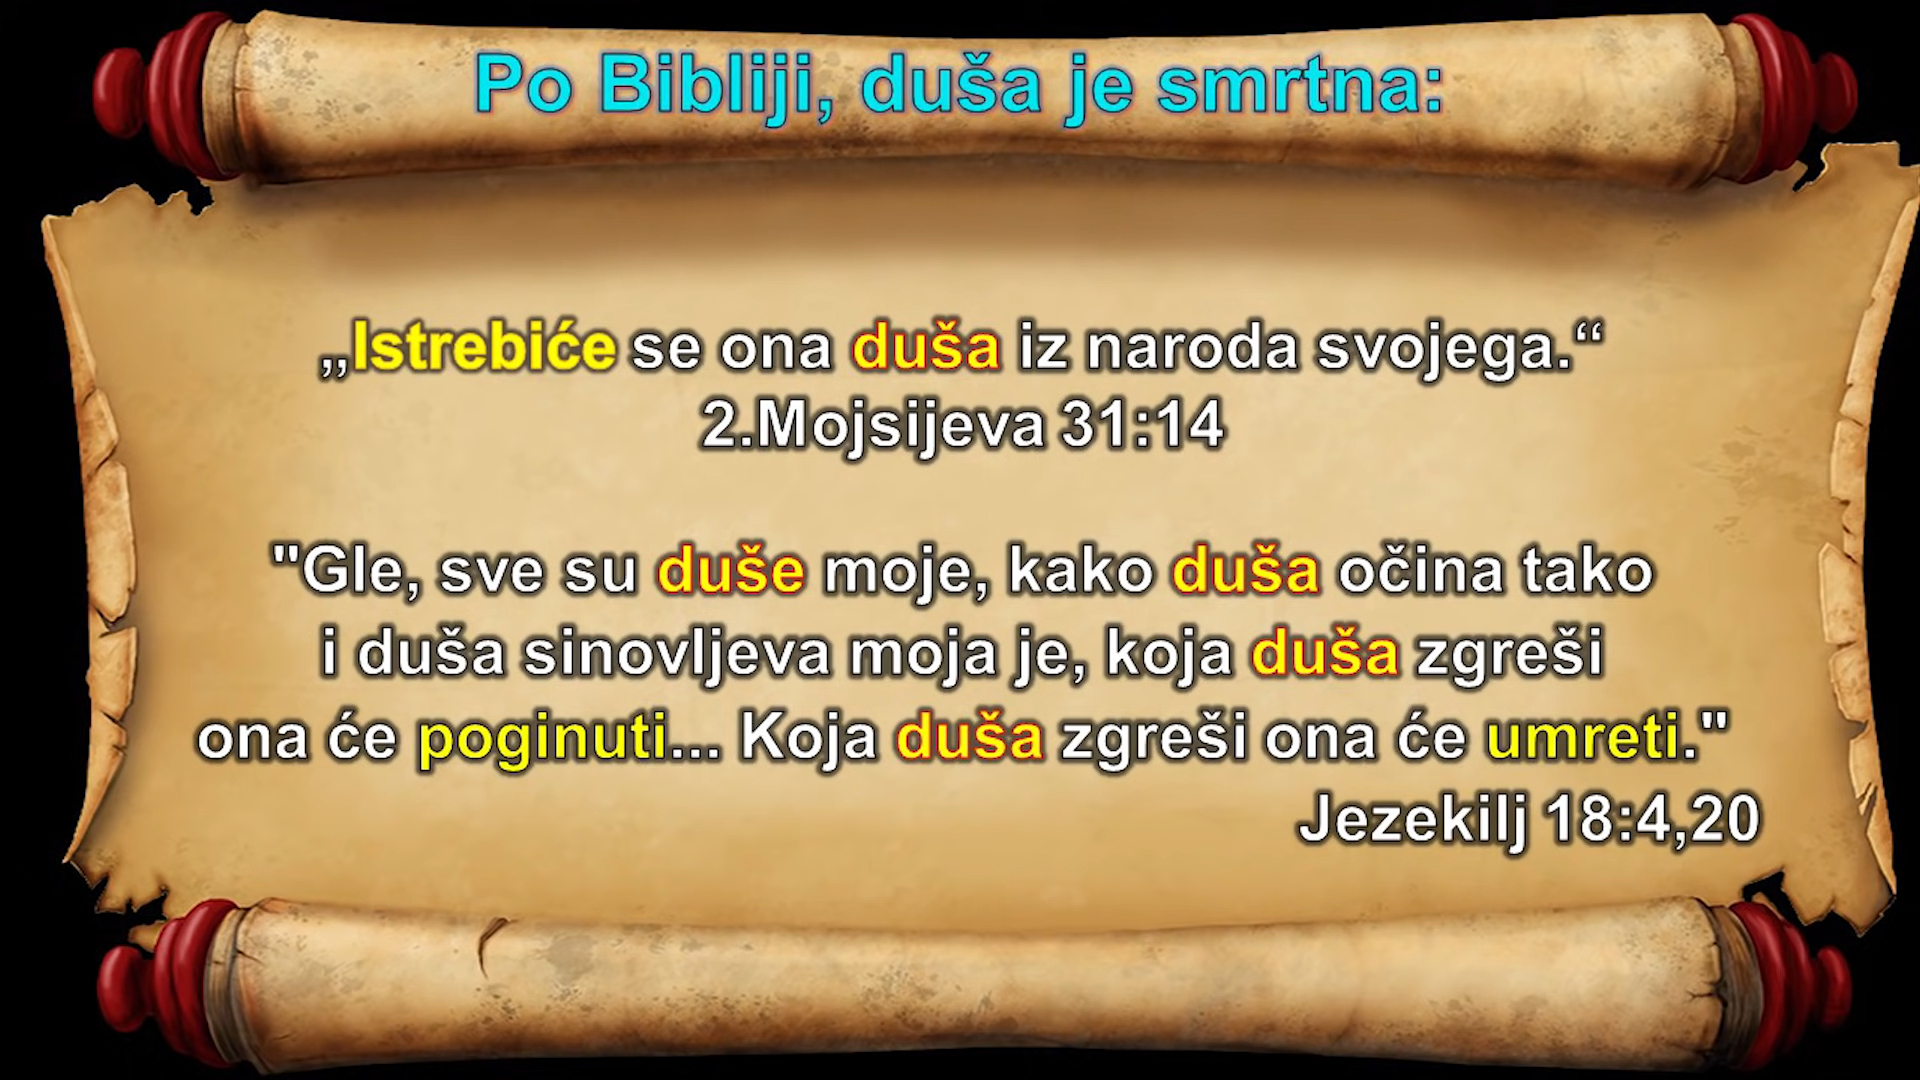 Po Bibliji, duša je smrtna:
„Istrebiće se ona duša iz naroda svojega.“
2.Mojsijeva 31:14
"Gle, sve su duše moje, kako duša očina tako
i duša sinovljeva moja je, koja duša zgreši
ona će poginuti... Koja duša zgreši ona će umreti."
Jezekilj 18:4,20